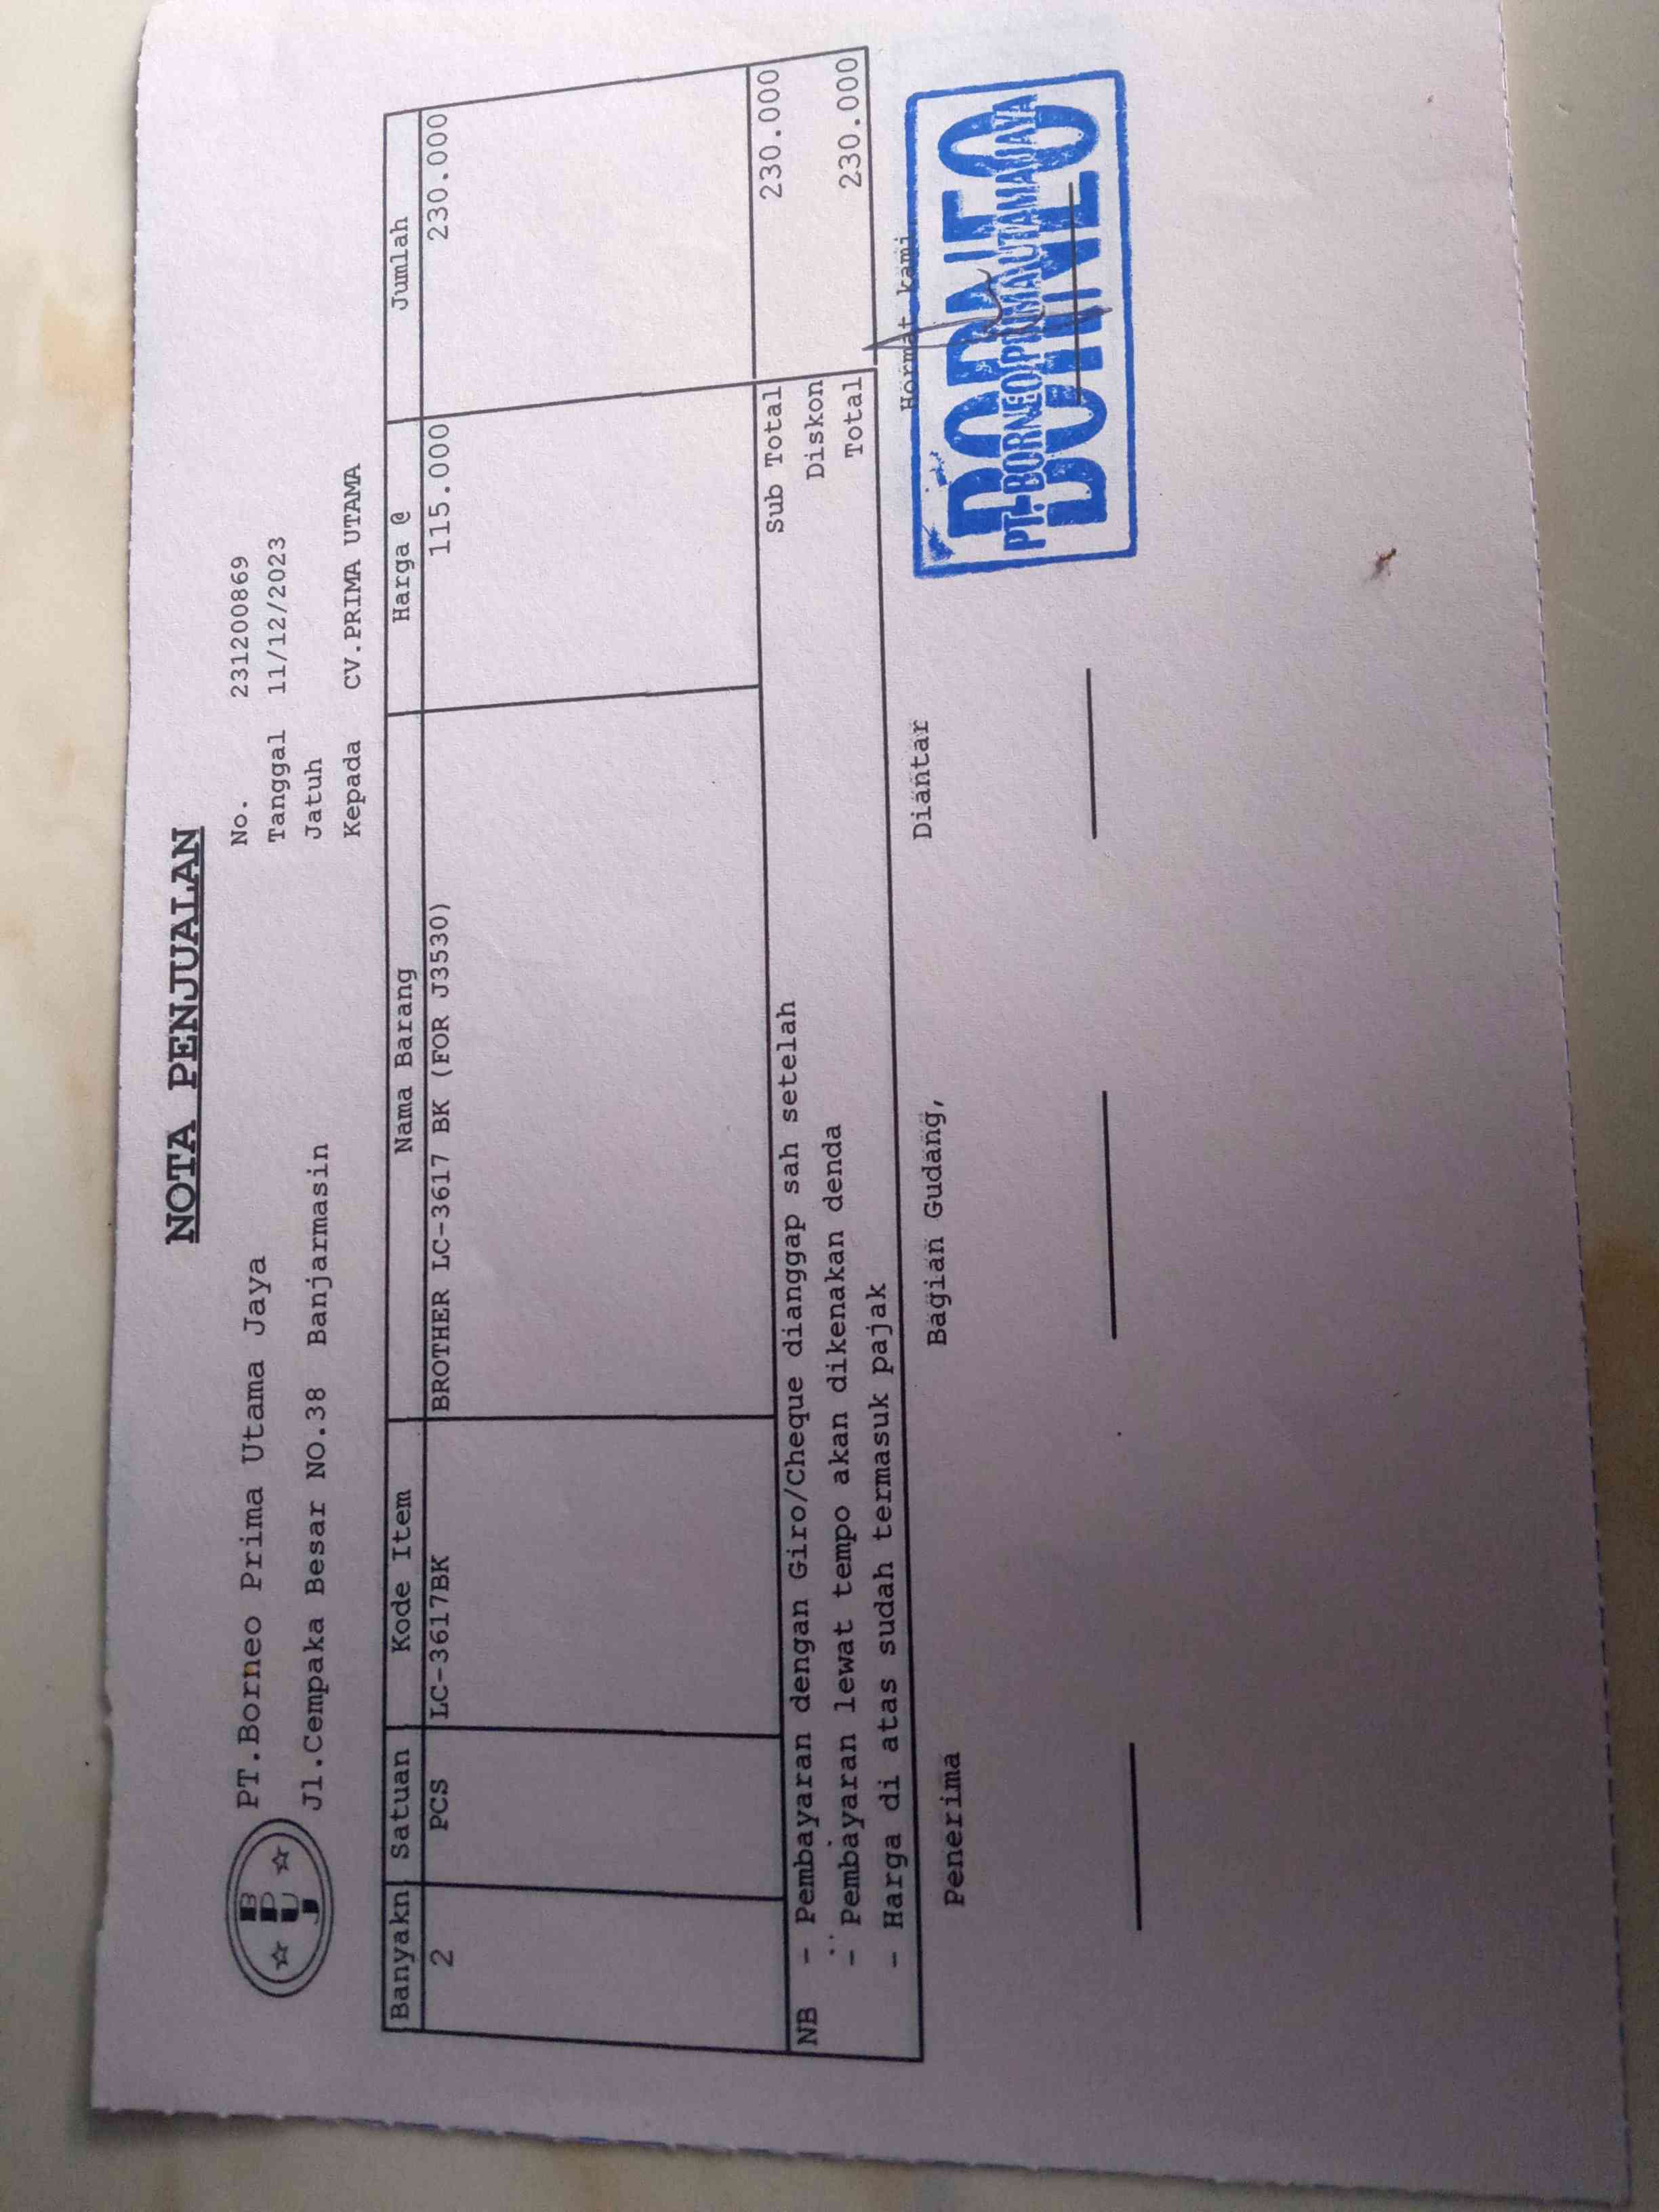 NOTA PENJUALAN
BPUJ
PT.Borneo Prima Utama Jaya
Jl.Cempaka Besar NO.38 Banjarmasin
No. 231200869
Tanggal 11/12/2023
Jatuh
Kepada CV.PRIMA UTAMA
Banyakn Satuan Kode Item Nama Barang Harga @ Jumlah
2 PCS LC-3617BK BROTHER LC-3617 BK (FOR J3530) 115.000 230.000
NB - Pembayaran dengan Giro/Cheque dianggap sah setelah
- Pembayaran lewat tempo akan dikenakan denda
- Harga di atas sudah termasuk pajak
Sub Total 230.000
Diskon
Total 230.000
Penerima Bagian Gudang, Diantar Hormat kami
BORNEO
PT. BORNEO PRIMA UTAMA JAYA